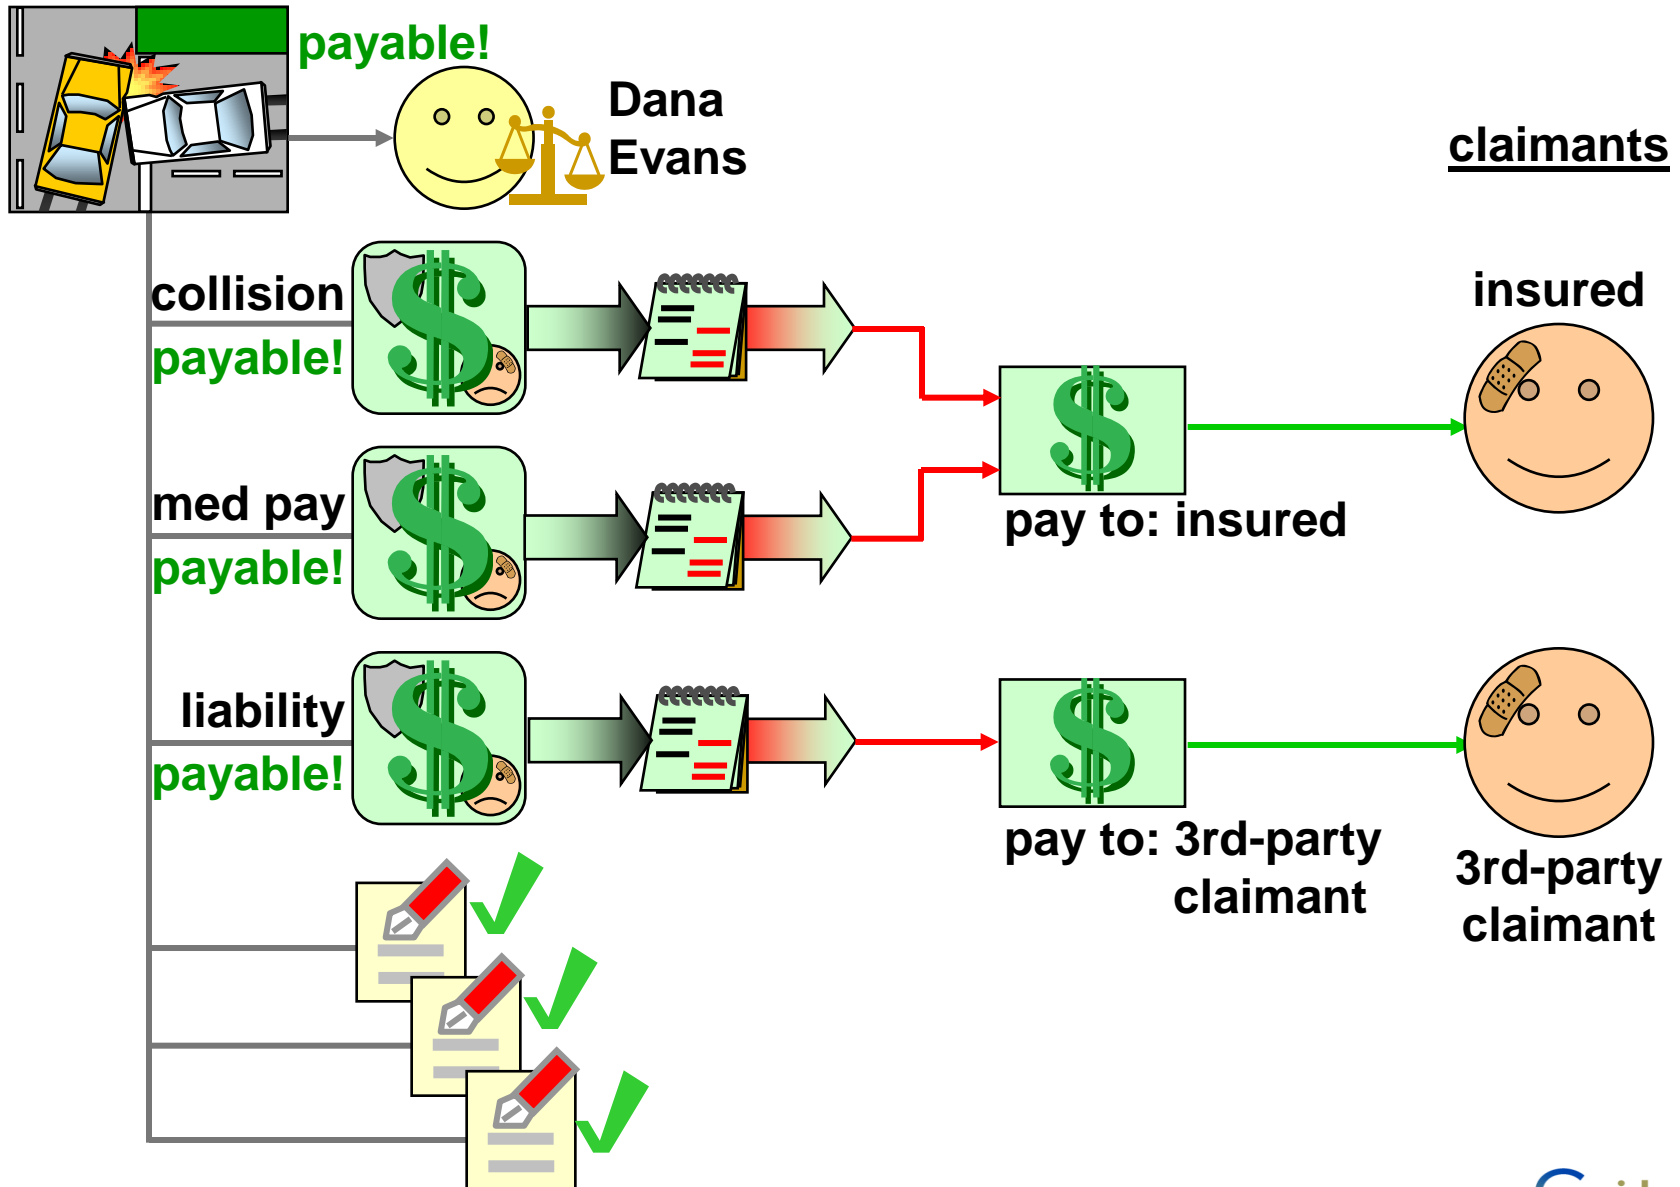 payable!
Dana
Evans
claimants
collision
payable!
insured
med pay
payable!
pay to: insured
liability
payable!
pay to: 3rd-party
claimant
3rd-party
claimant